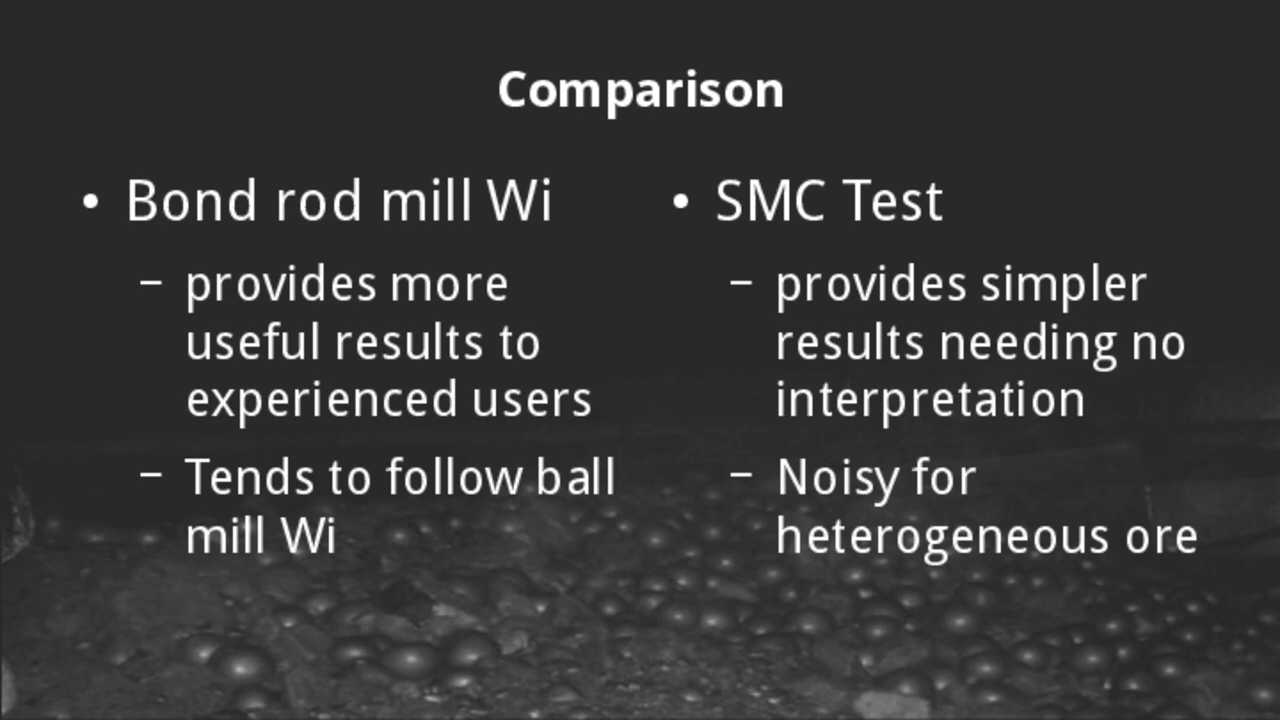 Comparison
• Bond rod mill Wi
– provides more
useful results to
experienced users
– Tends to follow ball
mill Wi
• SMC Test
– provides simpler
results needing no
interpretation
– Noisy for
heterogeneous ore